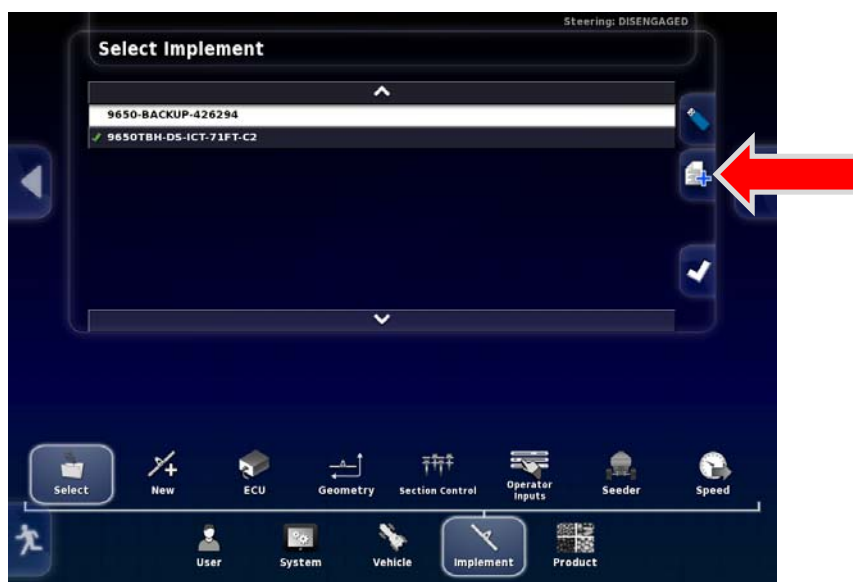 Steering: DISENGAGED
Select Implement
9650-BACKUP-426294
9650TBH-DS-ICT-71FT-C2
Select
New
ECU
Geometry
Section Control
Operator
Inputs
Seeder
Speed
User
System
Vehicle
Implement
Product